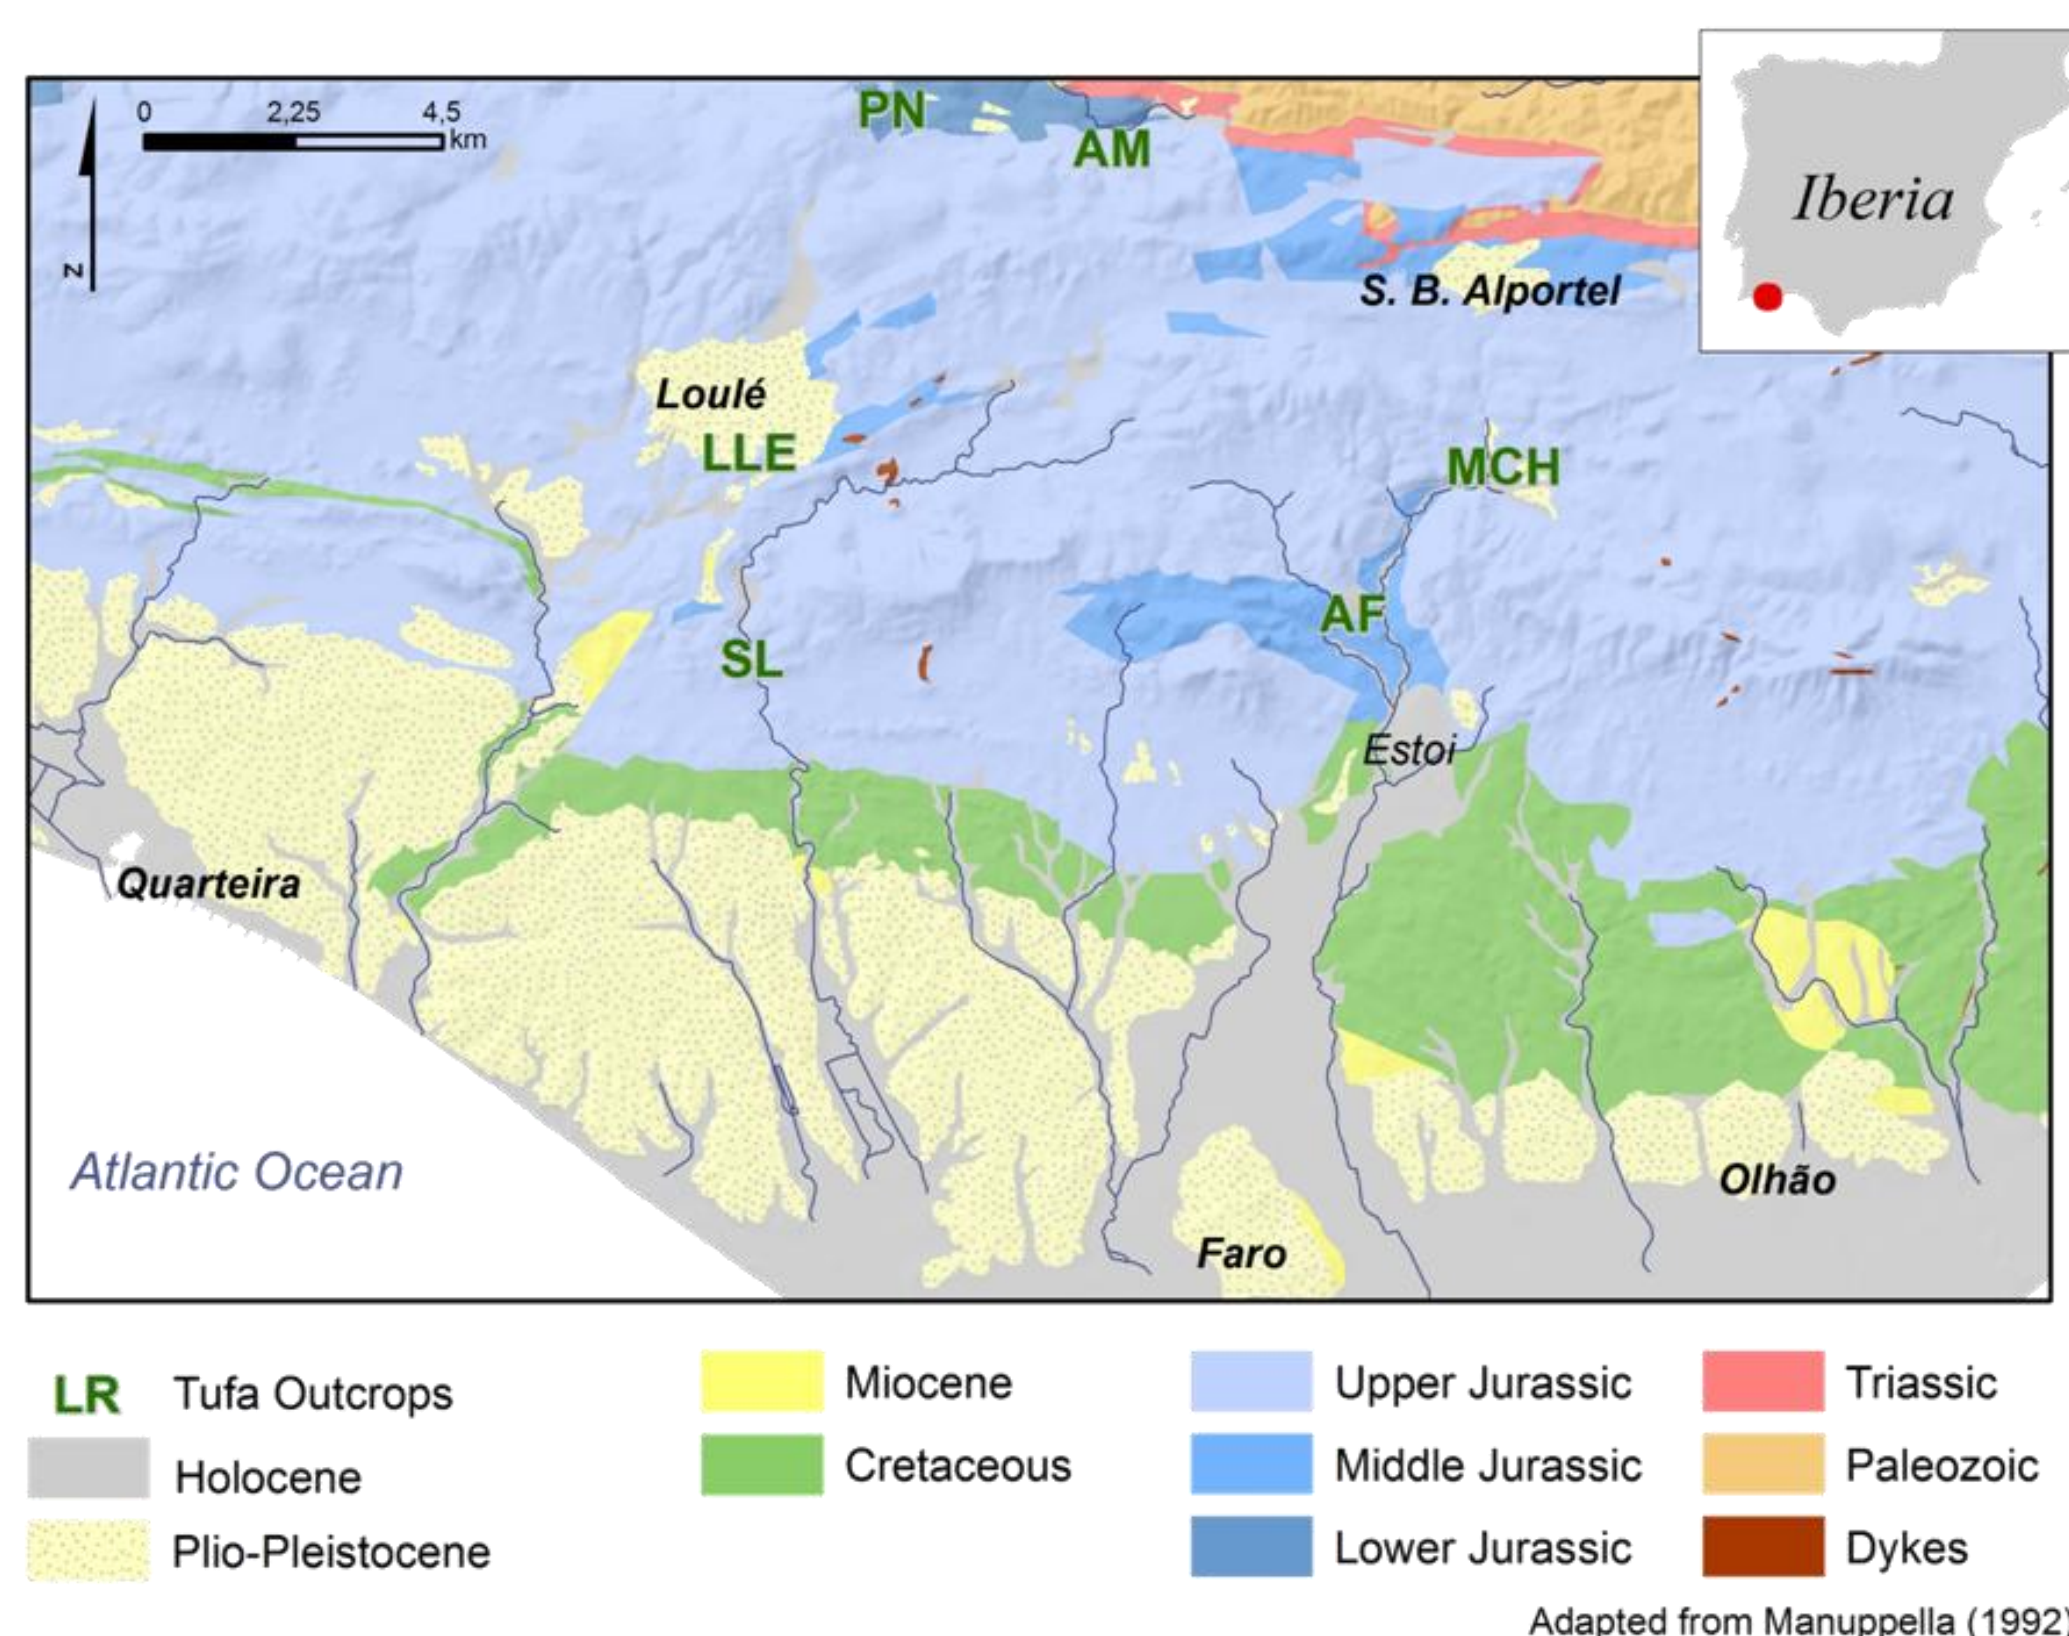 0 2,25 4,5
km
N
PN
AM
Iberia
S. B. Alportel
Loulé
LLE
MCH
AF
SL
Estoi
Quarteira
Atlantic Ocean
Olhão
Faro
LR Tufa Outcrops
Holocene
Plio-Pleistocene
Miocene
Cretaceous
Upper Jurassic
Middle Jurassic
Lower Jurassic
Triassic
Paleozoic
Dykes
Adapted from Manuppella (1992)